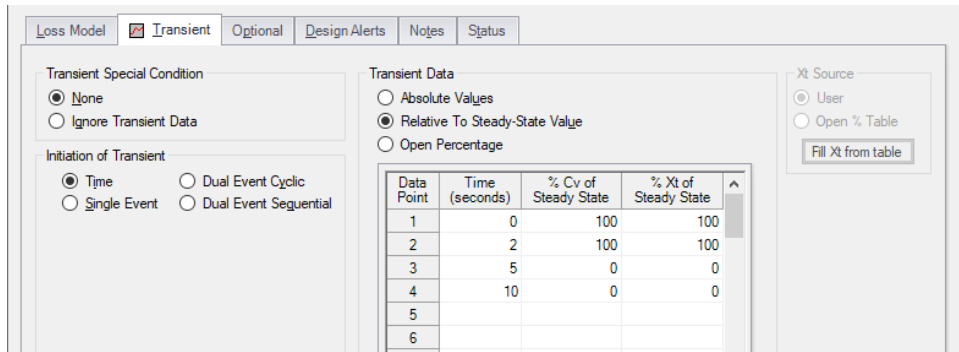 Loss Model Transient Optional Design Alerts Notes Status
Transient Special Condition
None
Ignore Transient Data
Initiation of Transient
Time Dual Event Cyclic
Single Event Dual Event Sequential
Transient Data
Absolute Values
Relative To Steady-State Value
Open Percentage
Data Point Time (seconds) % Cv of Steady State % Xt of Steady State
1 0 100 100
2 2 100 100
3 5 0 0
4 10 0 0
5
6
Xt Source
User
Open % Table
Fill Xt from table